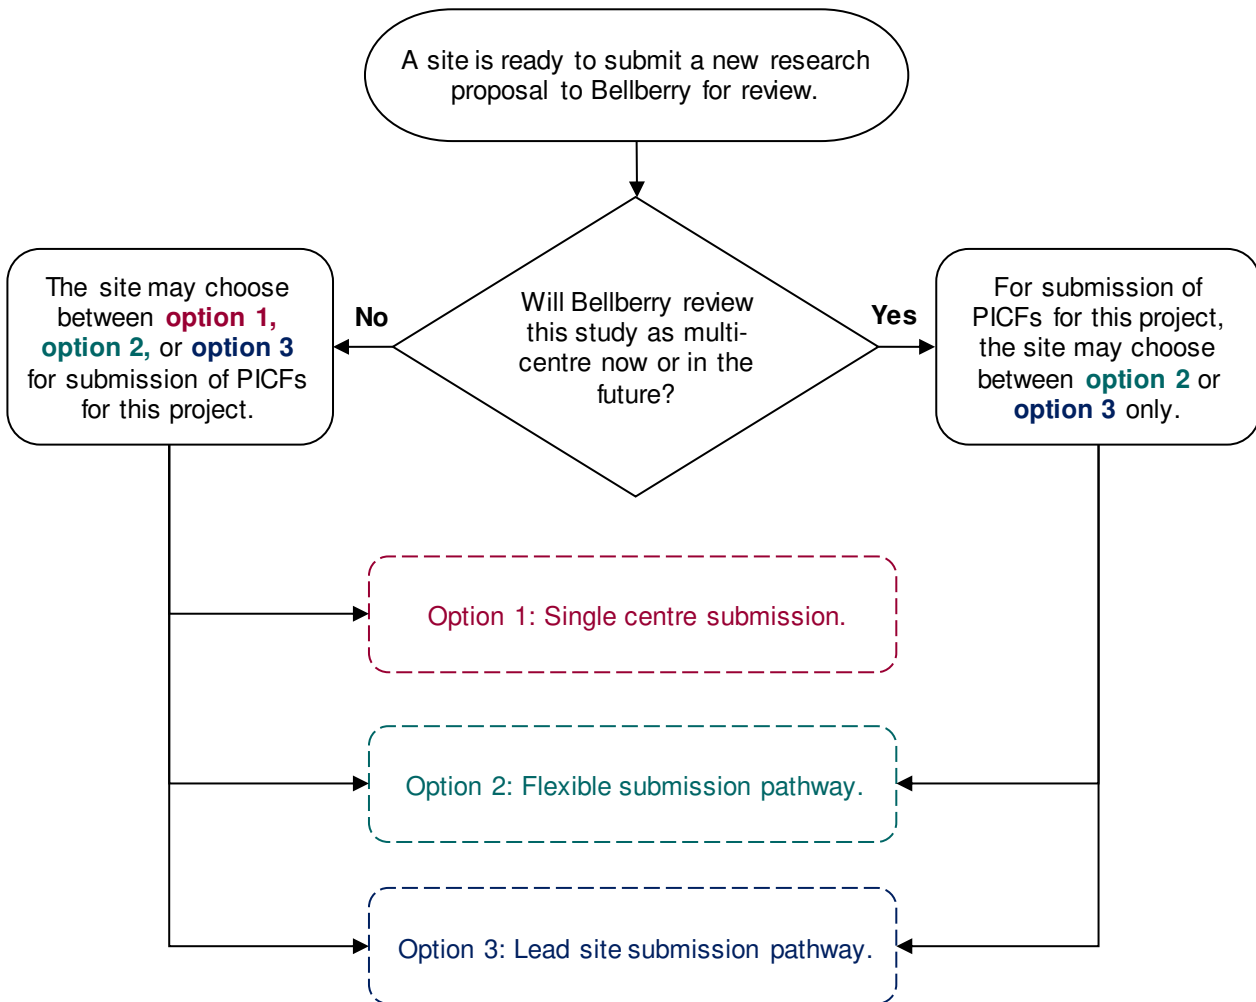 A site is ready to submit a new research
proposal to Bellberry for review.
The site may choose
between option 1,
option 2, or option 3
for submission of PICFs
for this project.
No
Will Bellberry review
this study as multi-
centre now or in the
future?
Yes
For submission of
PICFs for this project,
the site may choose
between option 2 or
option 3 only.
Option 1: Single centre submission.
Option 2: Flexible submission pathway.
Option 3: Lead site submission pathway.